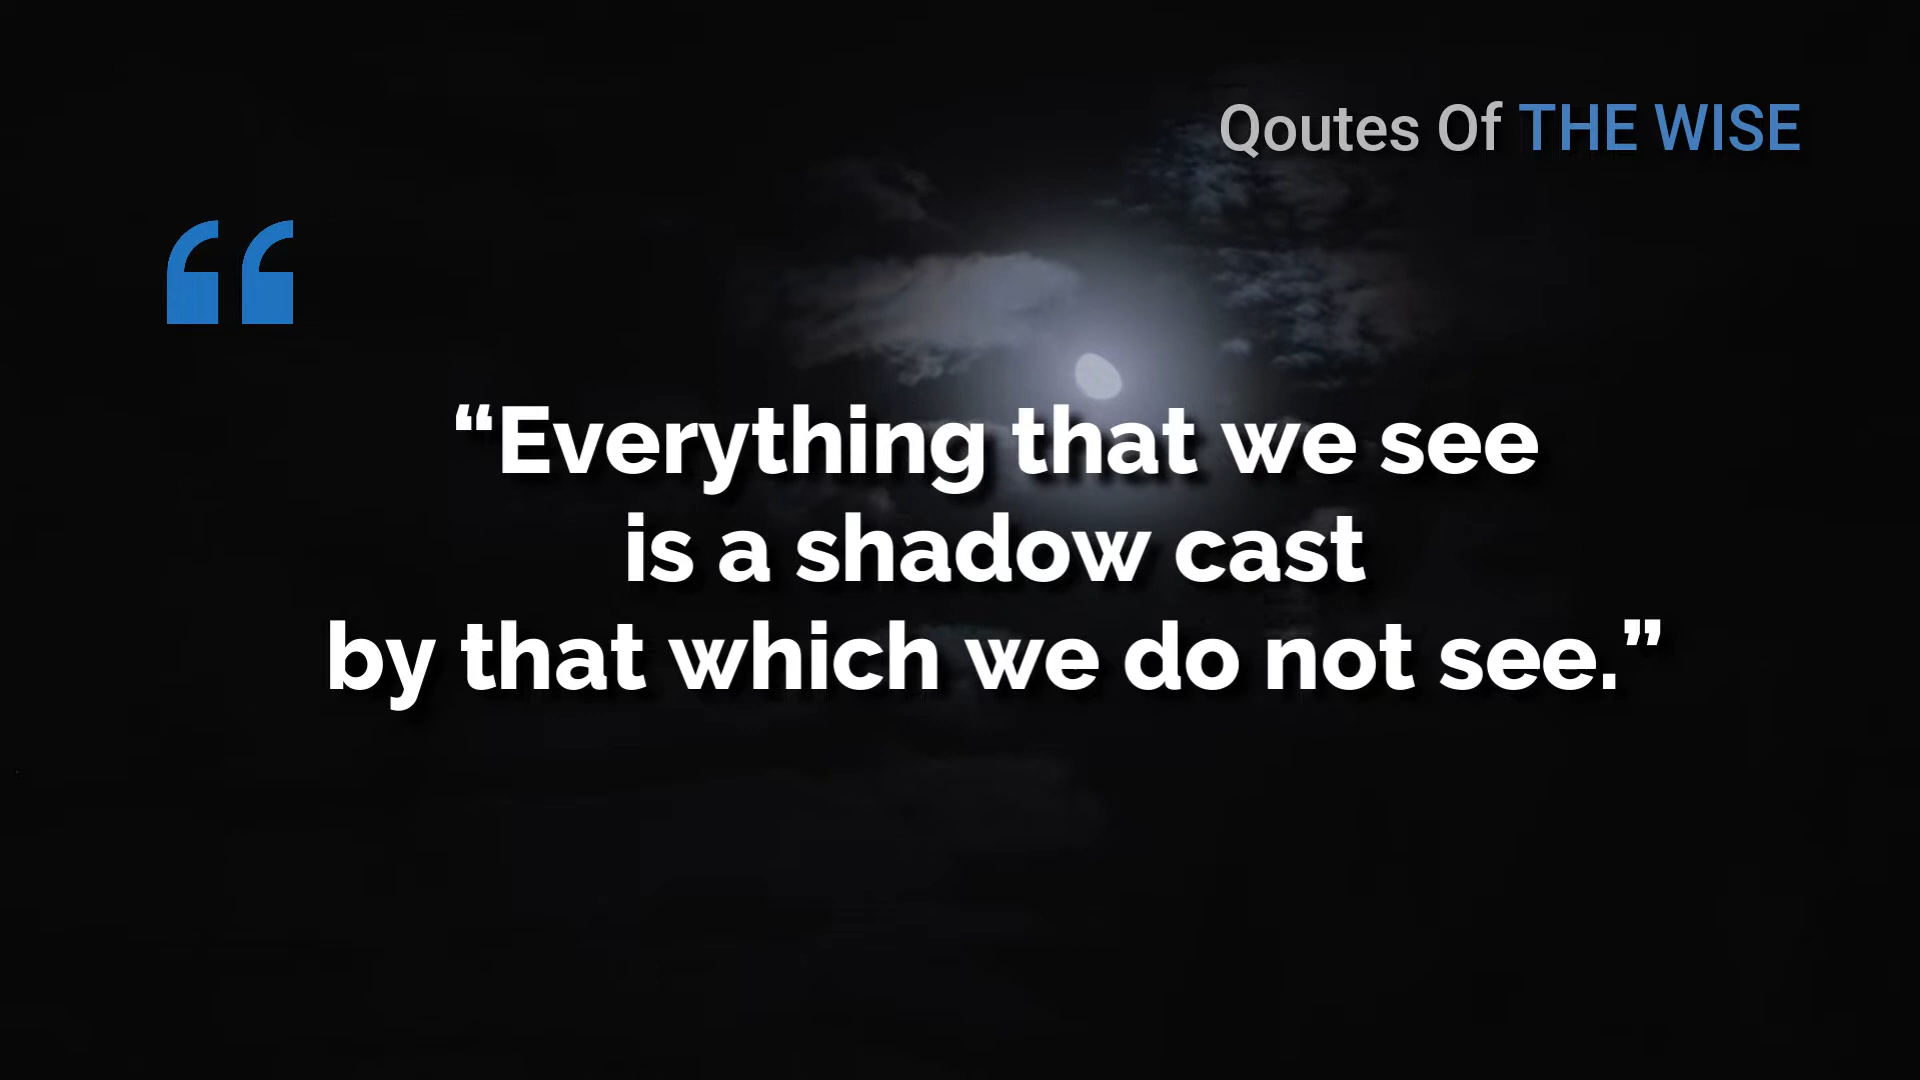 Qoutes Of THE WISE
“Everything that we see
is a shadow cast
by that which we do not see.”